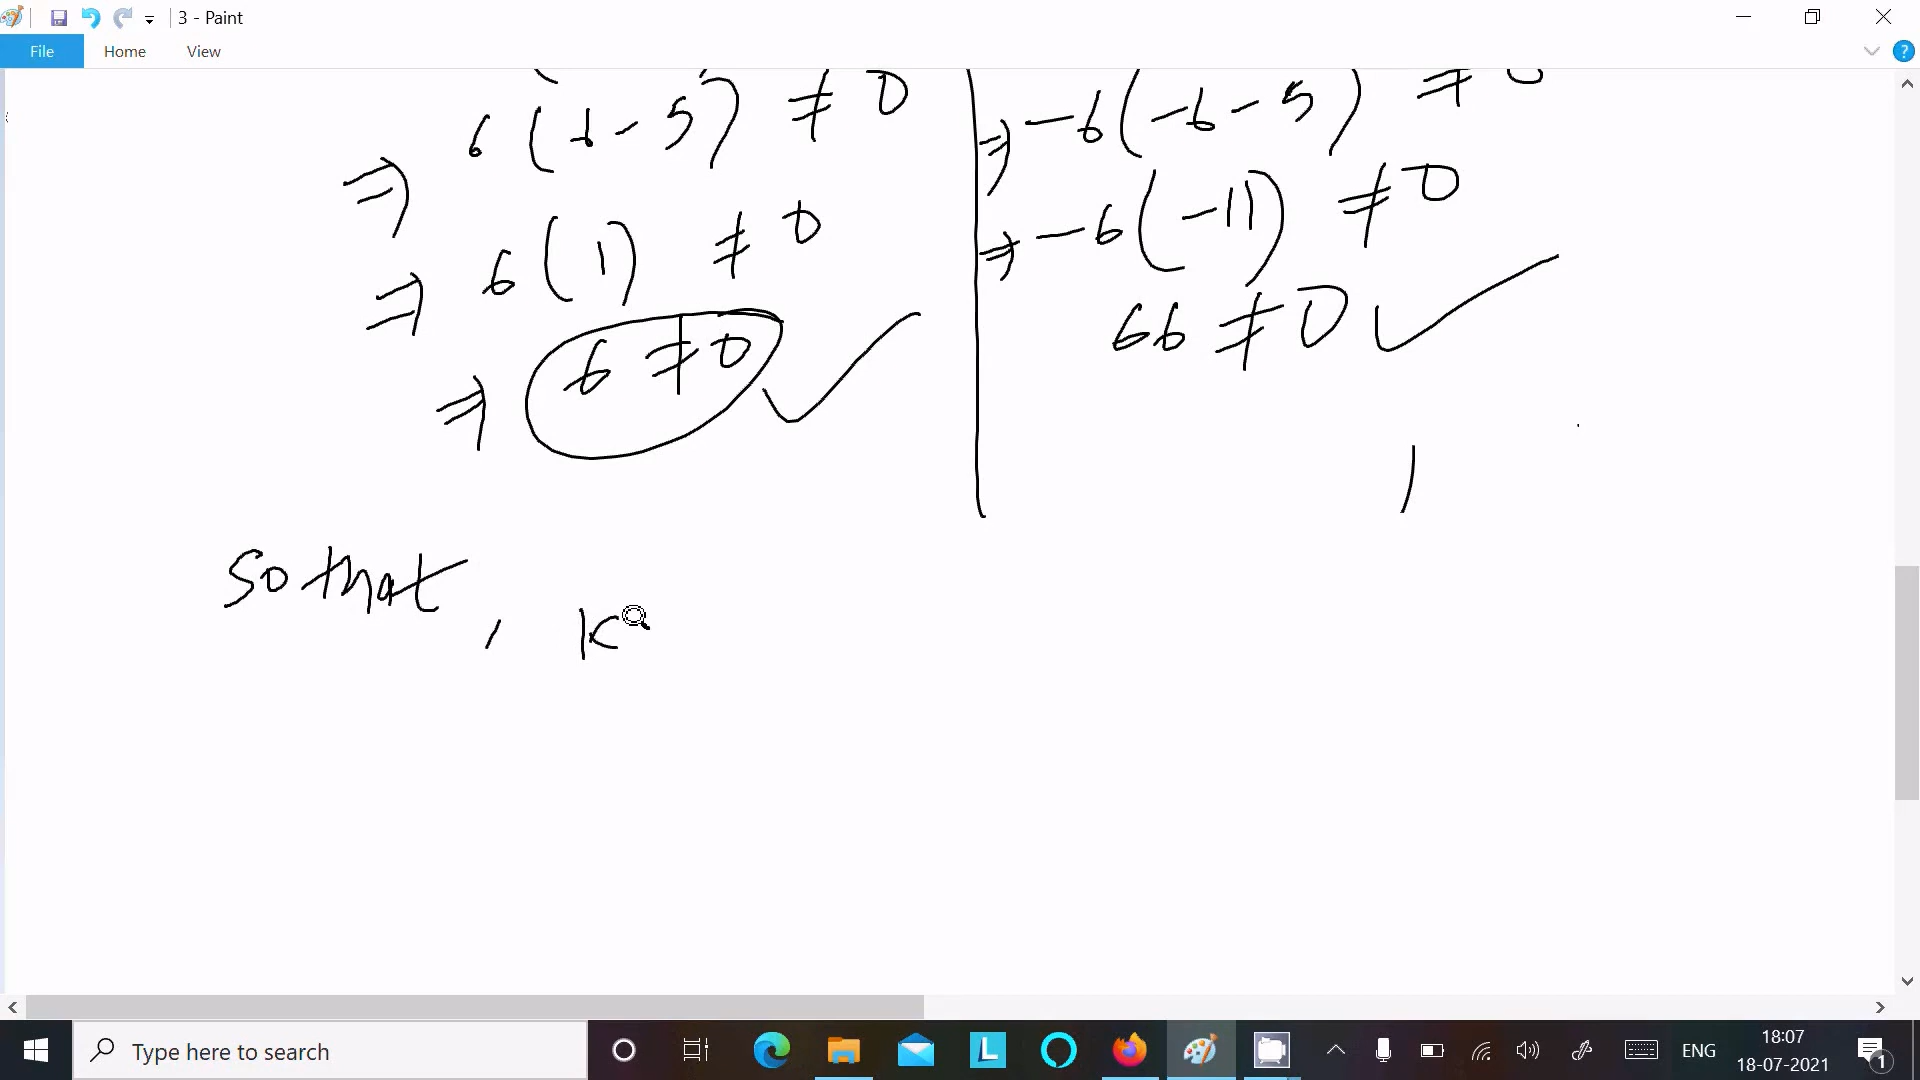 3 - Paint
File Home View
⇒ 6 (6 - 5) ≠ 0
⇒ 6 (1) ≠ 0
⇒ 6 ≠ 0 ✓
⇒ -6 (-6 - 5) ≠ 0
⇒ -6 (-11) ≠ 0
66 ≠ 0 ✓
So that , K
Type here to search
ENG
18:07
18-07-2021
1